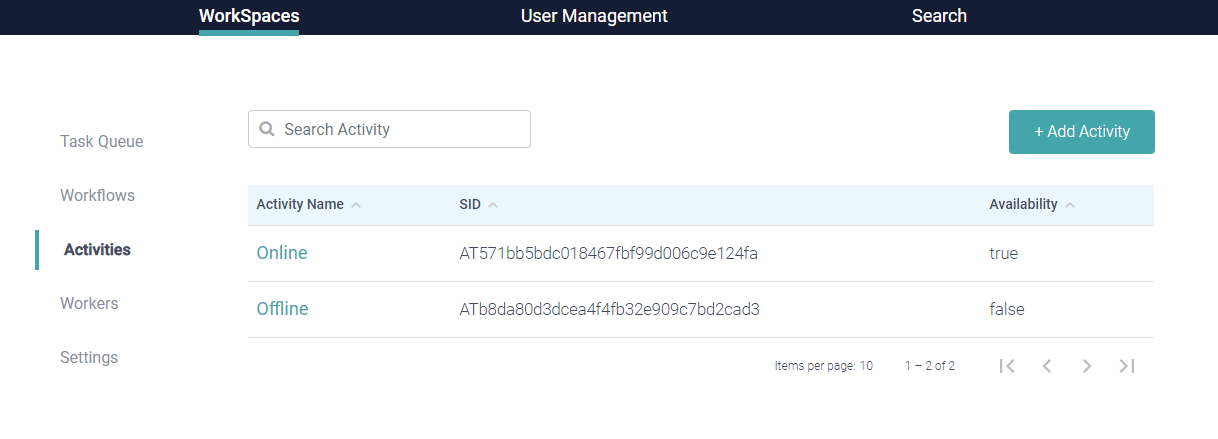 WorkSpaces User Management Search
Search Activity
+ Add Activity
Task Queue
Workflows
Activities
Workers
Settings
Activity Name SID Availability
Online AT571bb5bdc018467fbf99d006c9e124fa true
Offline ATb8da80d3dcea4f4fb32e909c7bd2cad3 false
Items per page: 10 1 – 2 of 2